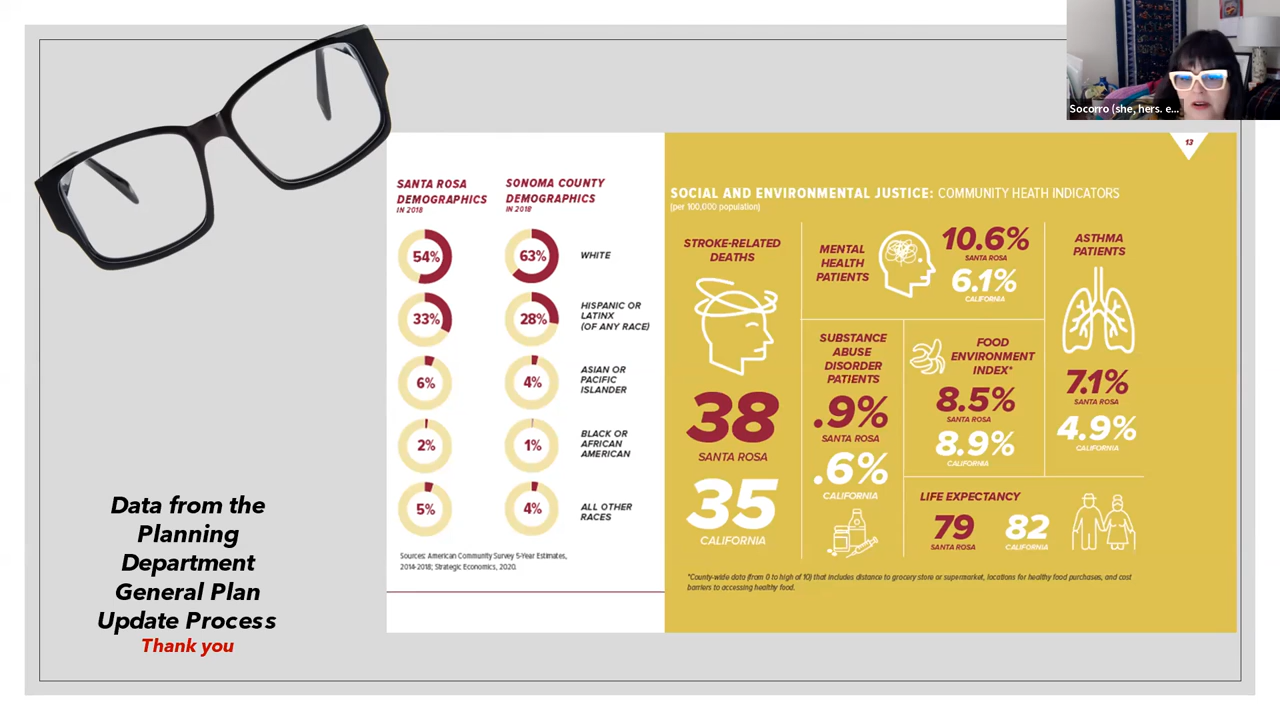 Socorro (she, hers. e...
13
SANTA ROSA
DEMOGRAPHICS
IN 2018
SONOMA COUNTY
DEMOGRAPHICS
IN 2018
54%
63%
WHITE
33%
28%
HISPANIC OR
LATINX
(OF ANY RACE)
6%
4%
ASIAN OR
PACIFIC
ISLANDER
2%
1%
BLACK OR
AFRICAN
AMERICAN
5%
4%
ALL OTHER
RACES
Sources: American Community Survey 5-Year Estimates,
2014-2018; Strategic Economics, 2020.
SOCIAL AND ENVIRONMENTAL JUSTICE: COMMUNITY HEATH INDICATORS
(per 100,000 population)
STROKE-RELATED
DEATHS
38
SANTA ROSA
35
CALIFORNIA
MENTAL
HEALTH
PATIENTS
10.6%
SANTA ROSA
6.1%
CALIFORNIA
SUBSTANCE
ABUSE
DISORDER
PATIENTS
.9%
SANTA ROSA
.6%
CALIFORNIA
FOOD
ENVIRONMENT
INDEX*
8.5%
SANTA ROSA
8.9%
CALIFORNIA
ASTHMA
PATIENTS
7.1%
SANTA ROSA
4.9%
CALIFORNIA
LIFE EXPECTANCY
79
SANTA ROSA
82
CALIFORNIA
*County-wide data (from 0 to high of 10) that includes distance to grocery store or supermarket, locations for healthy food purchases, and cost
barriers to accessing healthy food.
Data from the
Planning
Department
General Plan
Update Process
Thank you